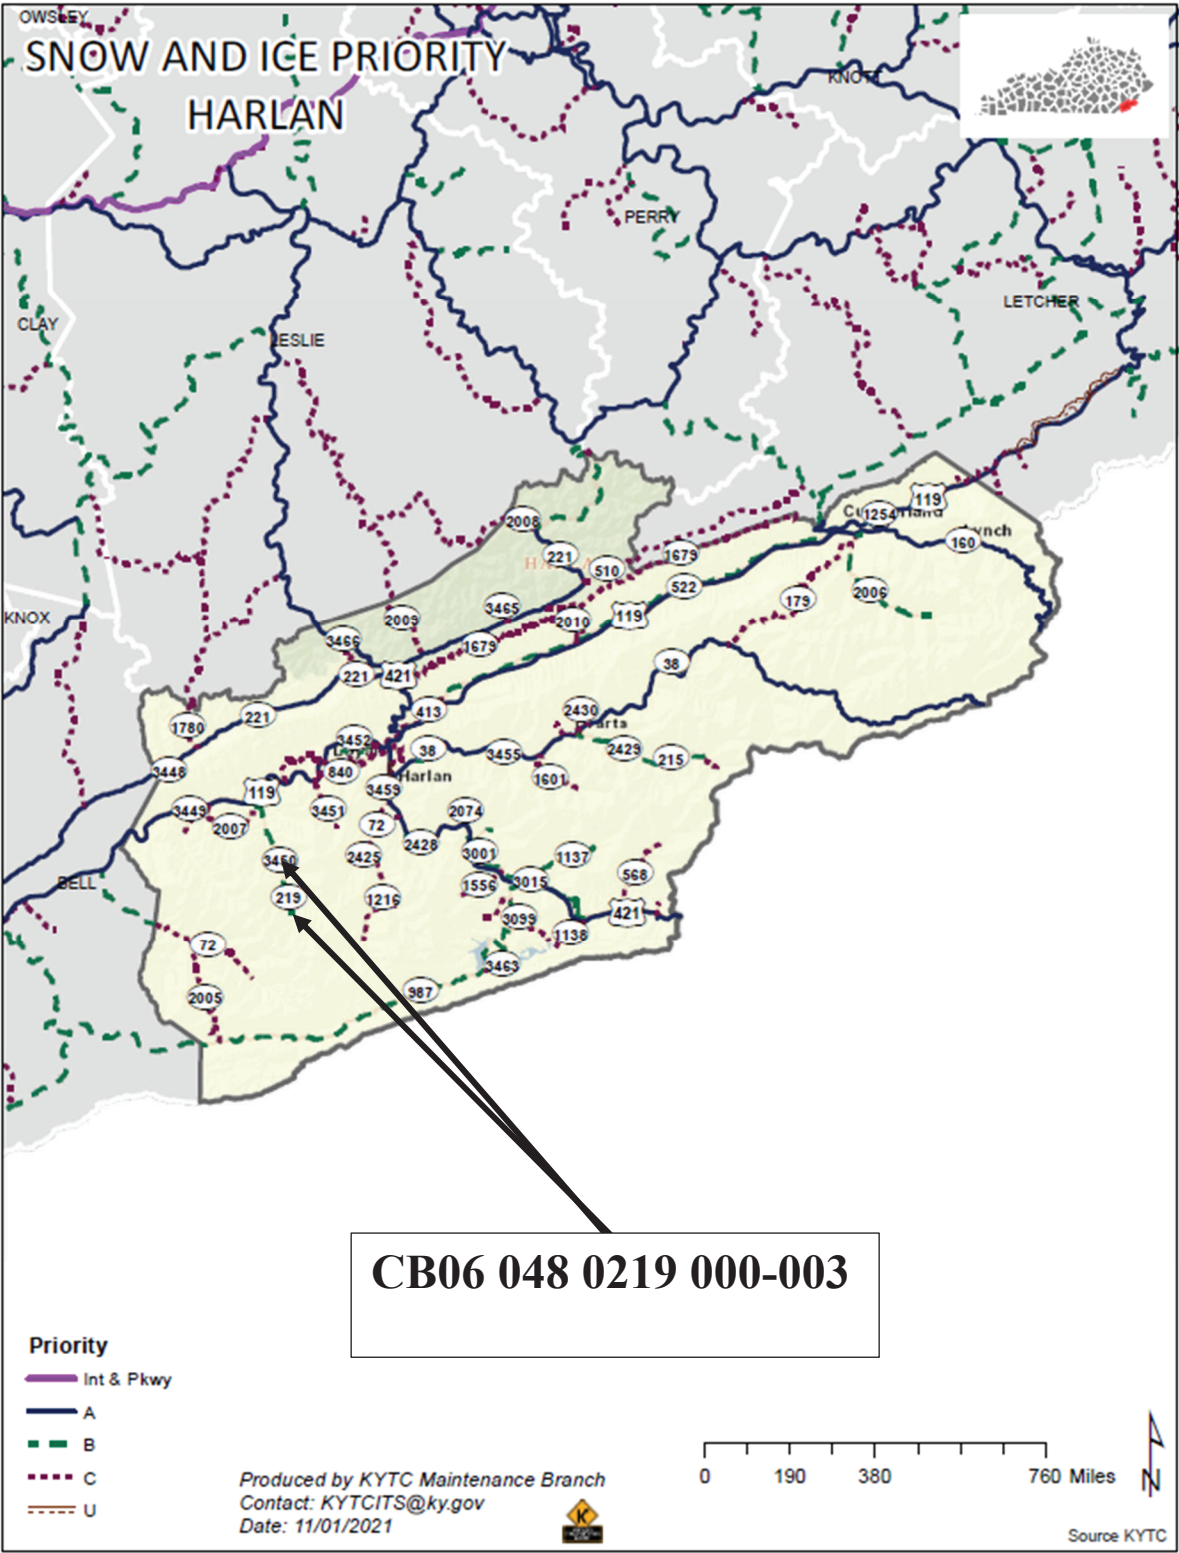 OWSLEY
SNOW AND ICE PRIORITY
HARLAN
KNOTT
PERRY
LETCHER
CLAY
LESLIE
KNOX
BELL
2008
221
510
1679
119
1254
160
522
179
2006
3465
2010
119
2009
1679
3466
221
421
38
413
2430
221
1780
3452
38
3455
2429
215
3448
840
Harlan
1601
119
3459
3449
2007
3451
72
2074
2428
3450
2425
3001
1137
219
1216
1556
3015
568
3099
421
1138
72
3463
2005
987
CB06 048 0219 000-003
Priority
Int & Pkwy
A
B
C
U
Produced by KYTC Maintenance Branch
Contact: KYTCITS@ky.gov
Date: 11/01/2021
K
0 190 380 760 Miles
N
Source KYTC